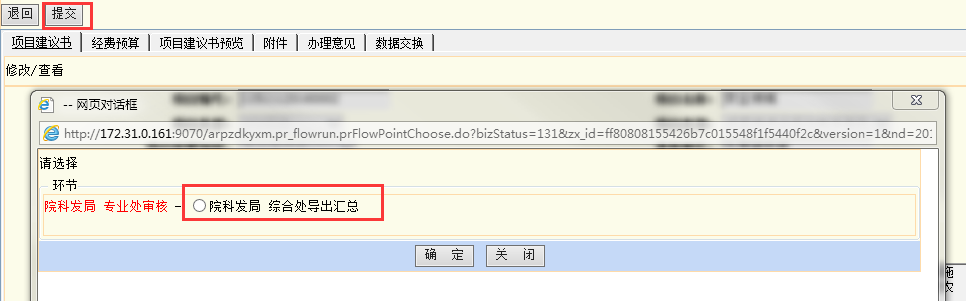 退回 提交
项目建议书 经费预算 项目建议书预览 附件 办理意见 数据交换
修改/查看
-- 网页对话框
http://172.31.0.161:9070/arpzdkyxm.pr_flowrun.prFlowPointChoose.do?bizStatus=131&zx_id=ff80808155426b7c015548f1f5440f2c&version=1&nd=201
请选择
环节
院科发局 专业处审核 - 院科发局 综合处导出汇总
确 定 关 闭